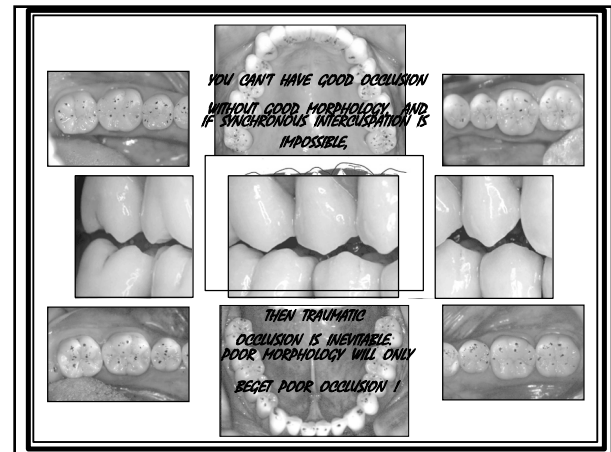 YOU CAN'T HAVE GOOD OCCLUSION
WITHOUT GOOD MORPHOLOGY, AND
IF SYNCHRONOUS INTERCUSPATION IS
IMPOSSIBLE,
THEN TRAUMATIC
OCCLUSION IS INEVITABLE.
POOR MORPHOLOGY WILL ONLY
BEGET POOR OCCLUSION !